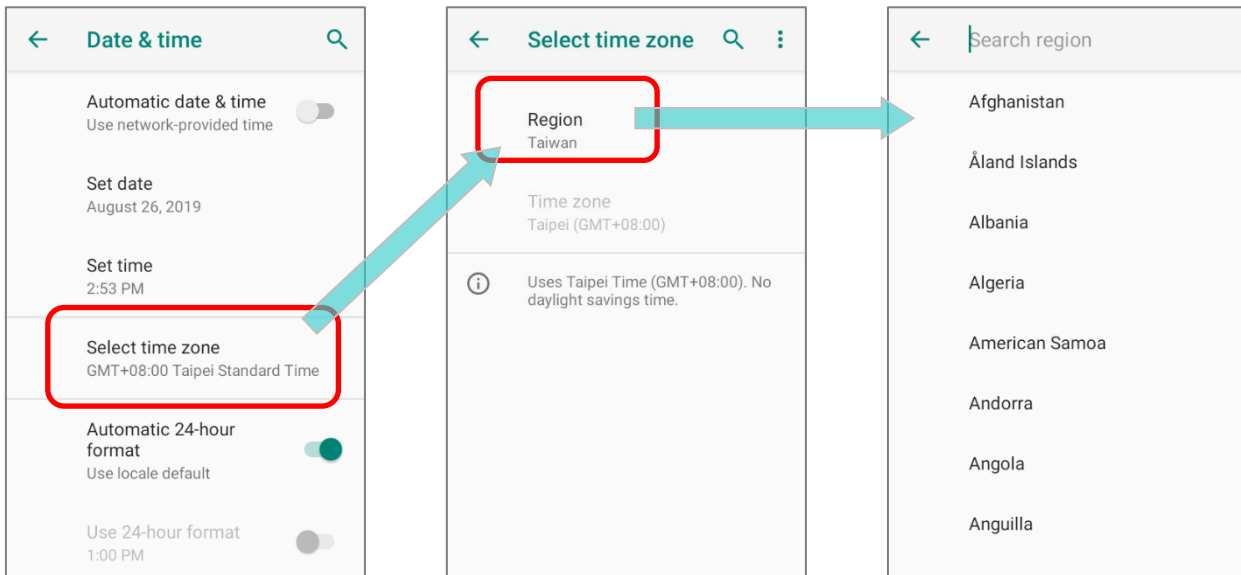 Date & time
Automatic date & time
Use network-provided time
Set date
August 26, 2019
Set time
2:53 PM
Select time zone
GMT+08:00 Taipei Standard Time
Automatic 24-hour
format
Use locale default
Use 24-hour format
1:00 PM
Select time zone
Region
Taiwan
Time zone
Taipei (GMT+08:00)
Uses Taipei Time (GMT+08:00). No
daylight savings time.
Search region
Afghanistan
Åland Islands
Albania
Algeria
American Samoa
Andorra
Angola
Anguilla